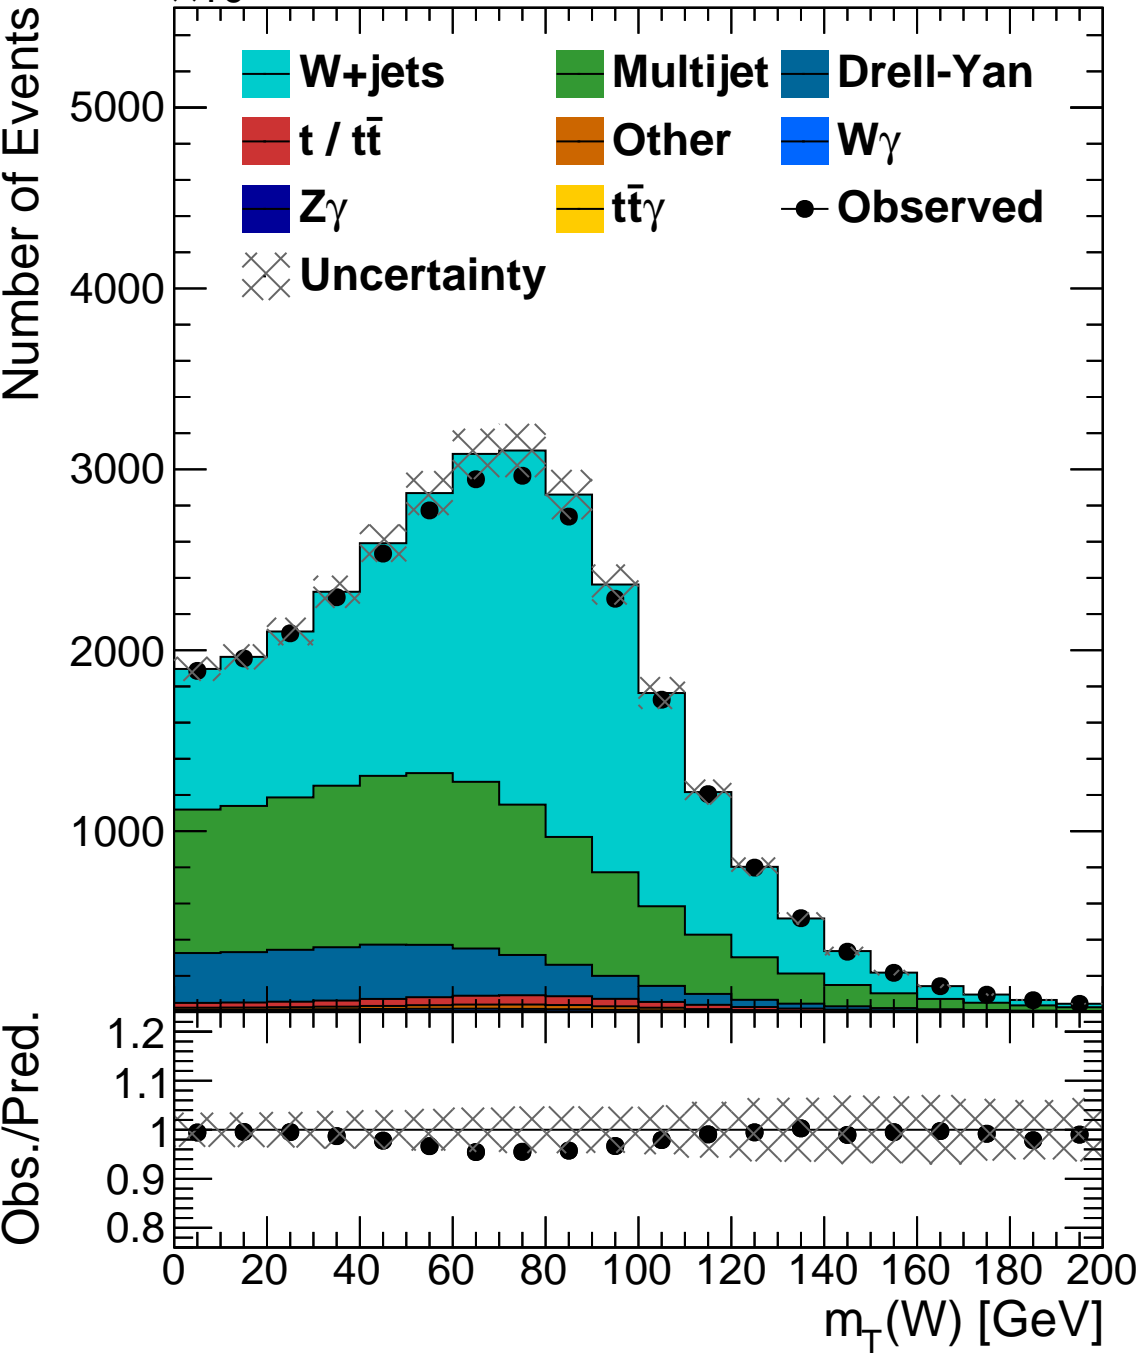 Number of Events
W+jets Multijet Drell-Yan
t / tt̄ Other Wγ
Zγ tt̄γ Observed
Uncertainty
5000
4000
3000
2000
1000
Obs./Pred.
1.2
1.1
1
0.9
0.8
0 20 40 60 80 100 120 140 160 180 200
m_T(W) [GeV]